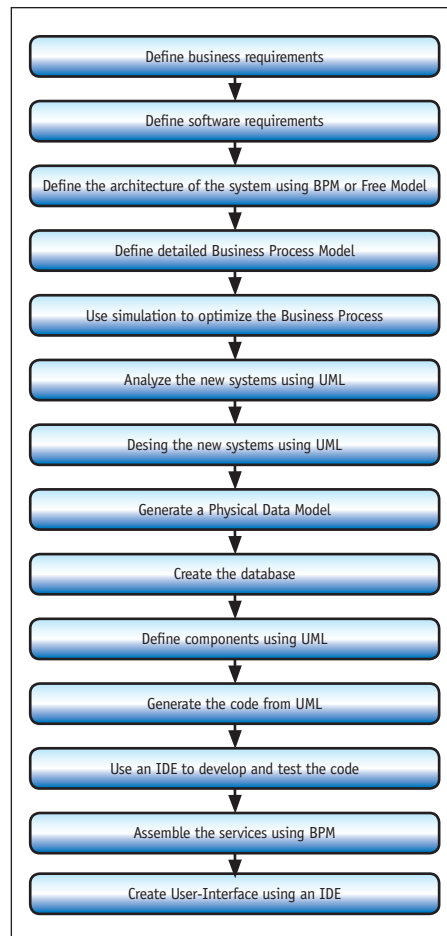 Define business requirements
Define software requirements
Define the architecture of the system using BPM or Free Model
Define detailed Business Process Model
Use simulation to optimize the Business Process
Analyze the new systems using UML
Desing the new systems using UML
Generate a Physical Data Model
Create the database
Define components using UML
Generate the code from UML
Use an IDE to develop and test the code
Assemble the services using BPM
Create User-Interface using an IDE